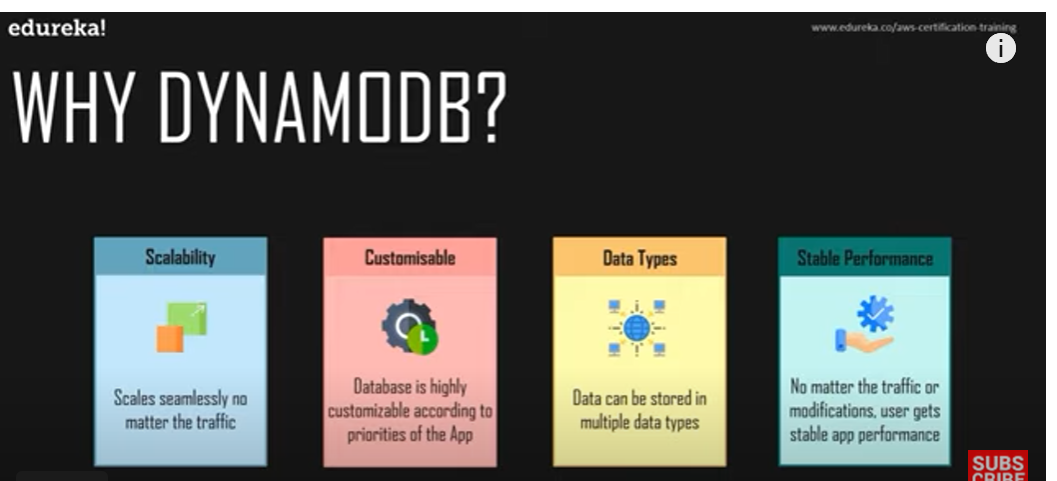 edureka!
www.edureka.co/aws-certification-training
i
WHY DYNAMODB?
Scalability
Scales seamlessly no
matter the traffic
Customisable
Database is highly
customizable according to
priorities of the App
Data Types
Data can be stored in
multiple data types
Stable Performance
No matter the traffic or
modifications, user gets
stable app performance
SUBS
CRIBE